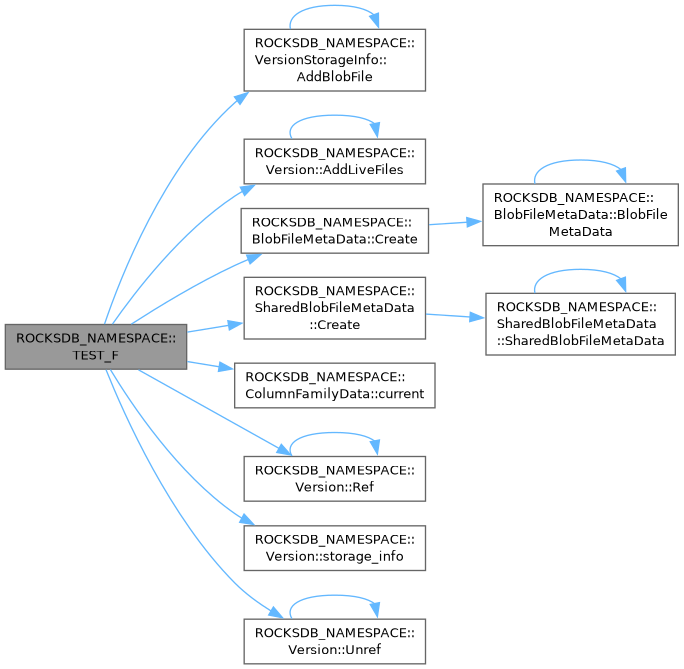 ROCKSDB_NAMESPACE::
VersionStorageInfo::
AddBlobFile
ROCKSDB_NAMESPACE::
Version::AddLiveFiles
ROCKSDB_NAMESPACE::
BlobFileMetaData::Create
ROCKSDB_NAMESPACE::
BlobFileMetaData::BlobFile
MetaData
ROCKSDB_NAMESPACE::
SharedBlobFileMetaData
::Create
ROCKSDB_NAMESPACE::
SharedBlobFileMetaData
::SharedBlobFileMetaData
ROCKSDB_NAMESPACE::
TEST_F
ROCKSDB_NAMESPACE::
ColumnFamilyData::current
ROCKSDB_NAMESPACE::
Version::Ref
ROCKSDB_NAMESPACE::
Version::storage_info
ROCKSDB_NAMESPACE::
Version::Unref